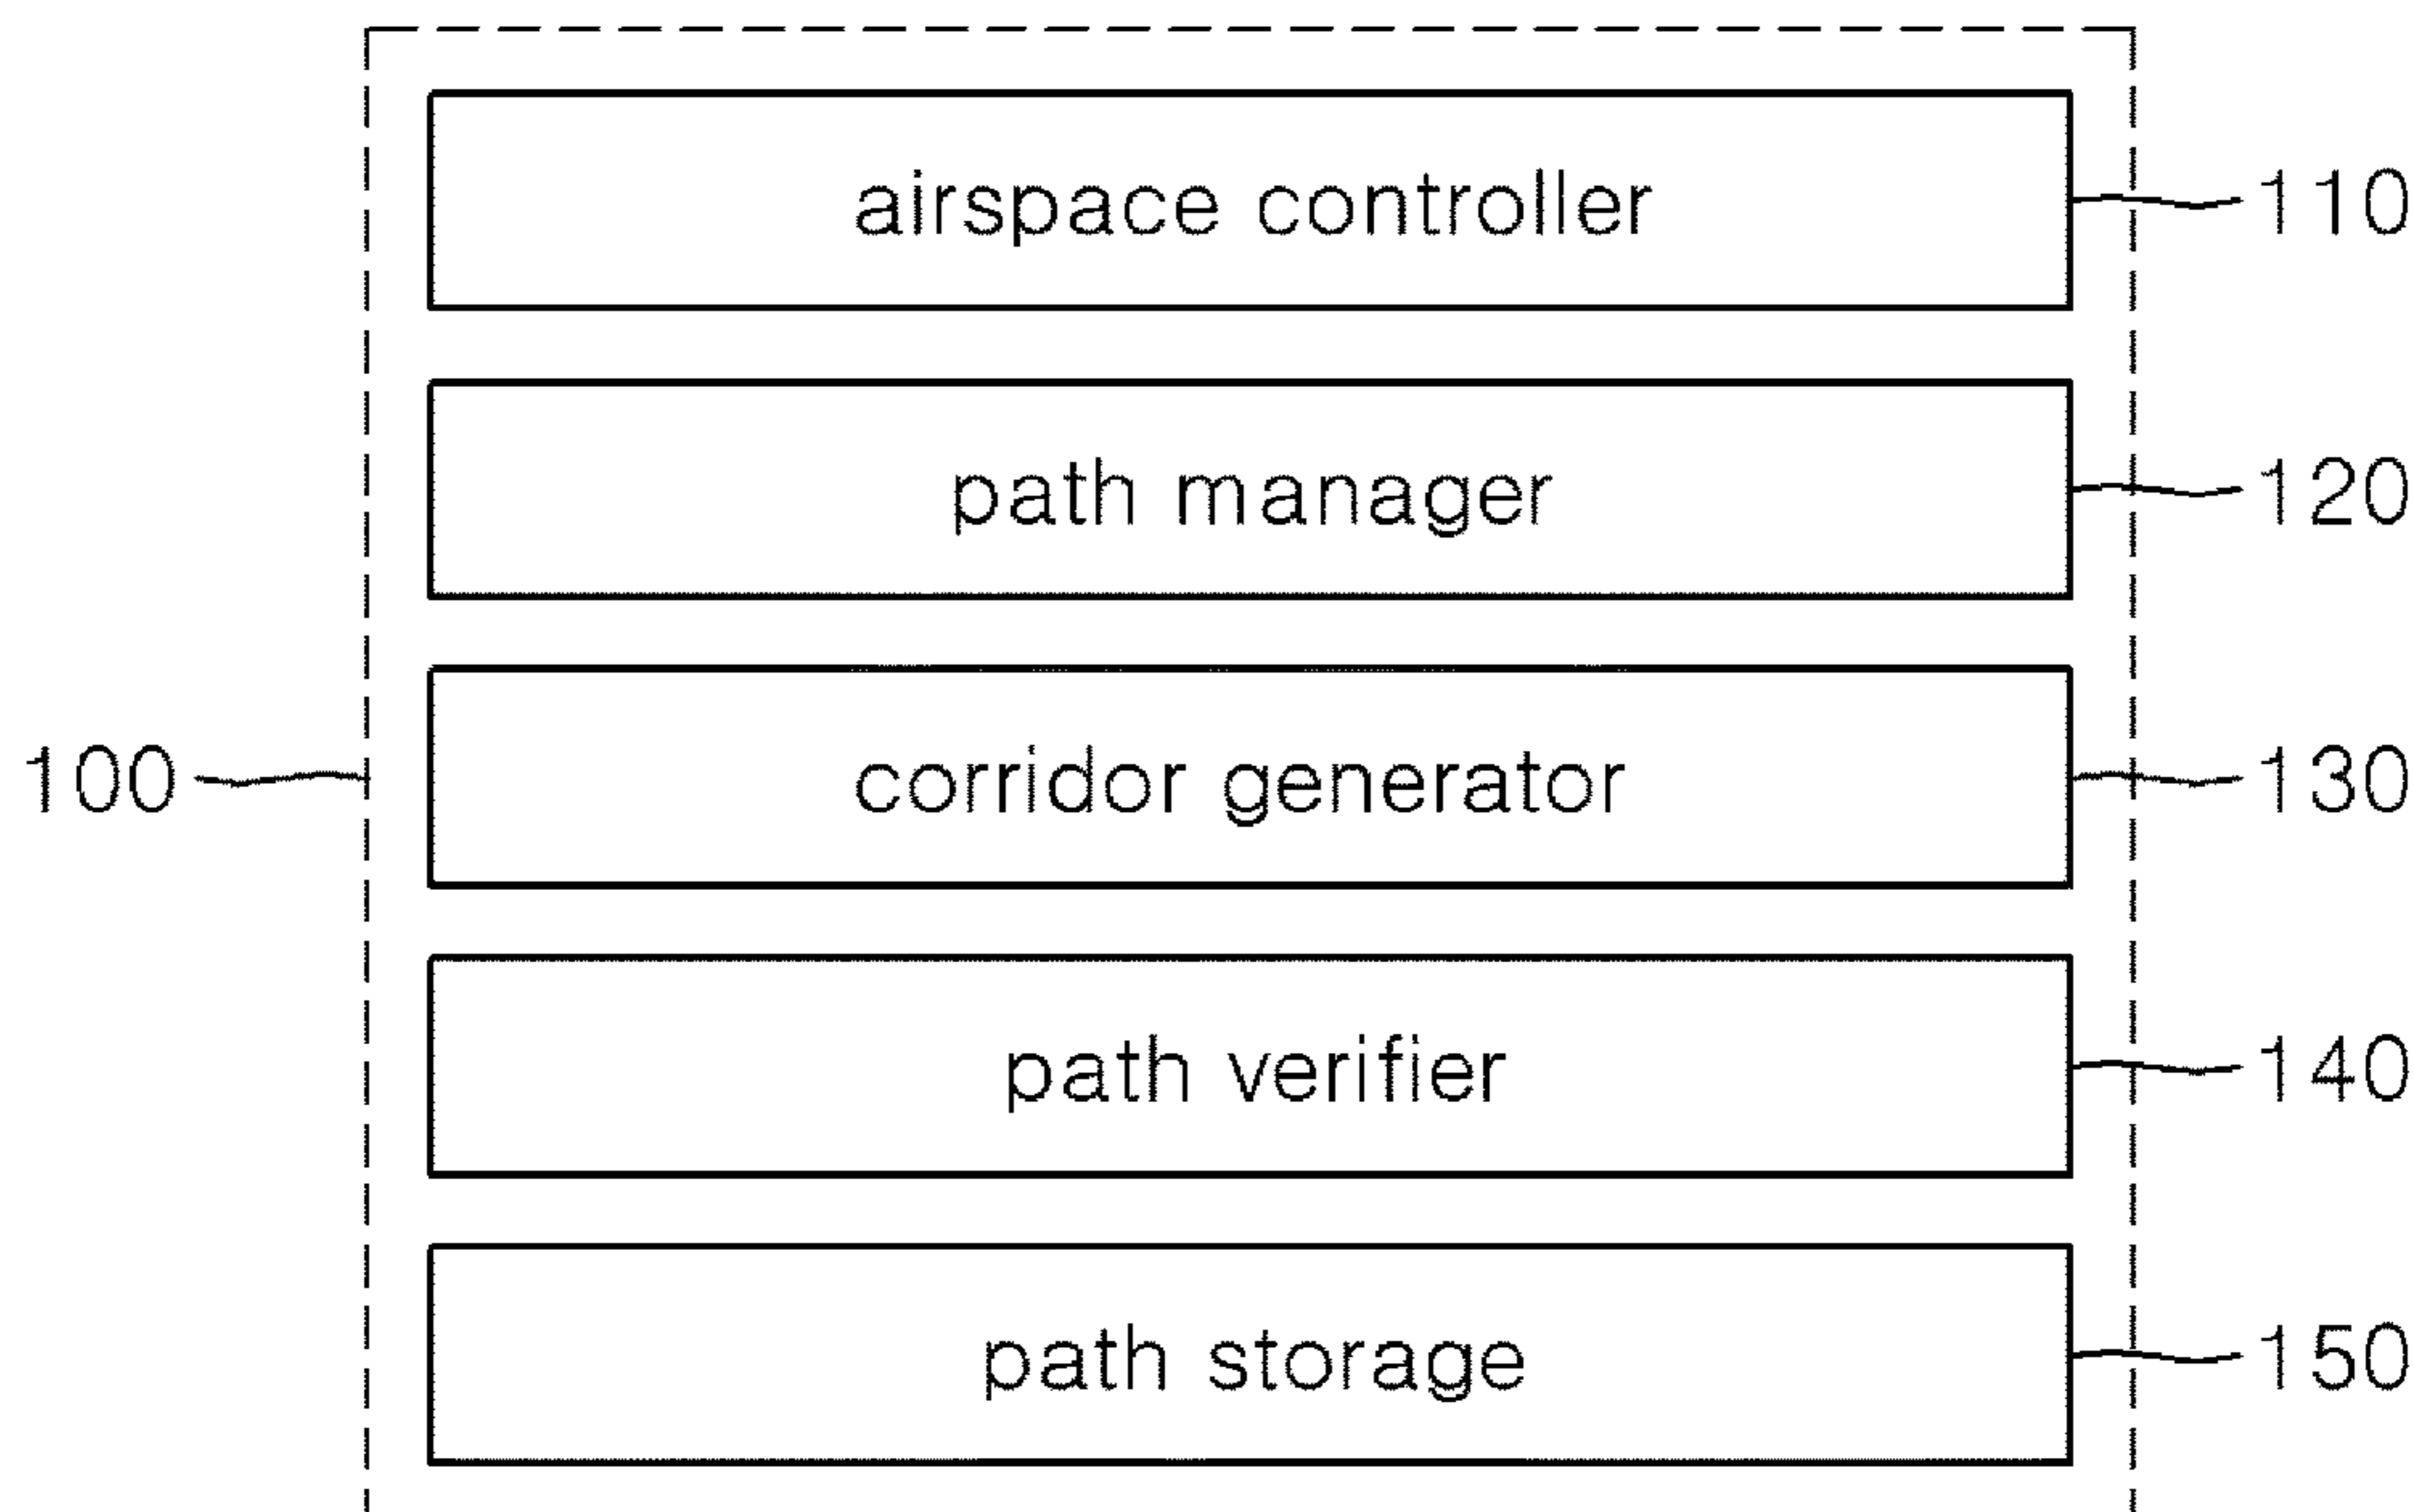 airspace controller 110
path manager 120
100 corridor generator 130
path verifier 140
path storage 150